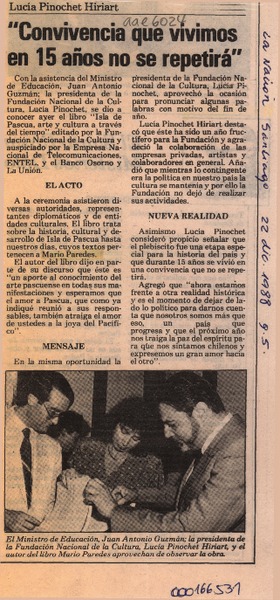 Lucía Pinochet Hiriart
aae6028
“Convivencia que vivimos
en 15 años no se repetirá”
Con la asistencia del Ministro
de Educación, Juan Antonio
Guzmán; la presidenta de la
Fundación Nacional de la Cul-
tura, Lucía Pinochet, se dio a
conocer ayer el libro “Isla de
Pascua, arte y cultura a través
del tiempo” editado por la Fun-
dación Nacional de la Cultura y
auspiciado por la Empresa Na-
cional de Telecomunicaciones,
ENTEL, y el Banco Osorno y
La Unión.
EL ACTO
A la ceremonia asistieron di-
versas autoridades, represen-
tantes diplomáticos y de enti-
dades culturales. El libro trata
sobre la historia, cultural y de-
sarrollo de Isla de Pascua hasta
nuestros días, cuyos textos per-
tenecen a Mario Paredes.
El autor del libro dijo en par-
te de su discurso que éste es
“un aporte al conocimiento del
arte pascuense en todas sus ma-
nifestaciones y esperamos que
el amor a Pascua, que como ya
indiqué reunió a sus responsa-
bles, también atraiga el amor
de ustedes a la joya del Pacífi-
co”.
MENSAJE
En la misma oportunidad la
presidenta de la Fundación Na-
cional de la Cultura, Lucía Pi-
nochet, aprovechó la ocasión
para pronunciar algunas pa-
labras con motivo del fin de
año.
Lucía Pinochet Hiriart desta-
có que éste ha sido un año fruc-
tífero para la Fundación y agra-
deció la colaboración de las
empresas privadas, artistas y
colaboradores en general. Aña-
dió que mientras lo contingente
era la política en nuestro país la
cultura se mantenía y por ello la
Fundación no dejó de realizar
sus actividades.
NUEVA REALIDAD
Asimismo Lucía Pinochet
consideró propicio señalar que
el plebiscito fue una etapa espe-
cial para la historia del país y
que durante 15 años se vivió en
una convivencia que no se repe-
tirá.
Agregó que “ahora estamos
frente a otra realidad histórica
y es el momento de dejar de la-
do lo político para darnos cuen-
ta que nosotros somos más que
eso, un país que
progresa y que el próximo año
nos traiga la paz del espíritu pa-
ra que nos sintamos chilenos y
expresemos un gran amor hacia
el otro”.
El Ministro de Educación, Juan Antonio Guzmán; la presidenta de
la Fundación Nacional de la Cultura, Lucía Pinochet Hiriart, y el
autor del libro Mario Paredes aprovechan de observar la obra.
La Nación, Santiago, 22 dic. 1988 p. 5.
000166531